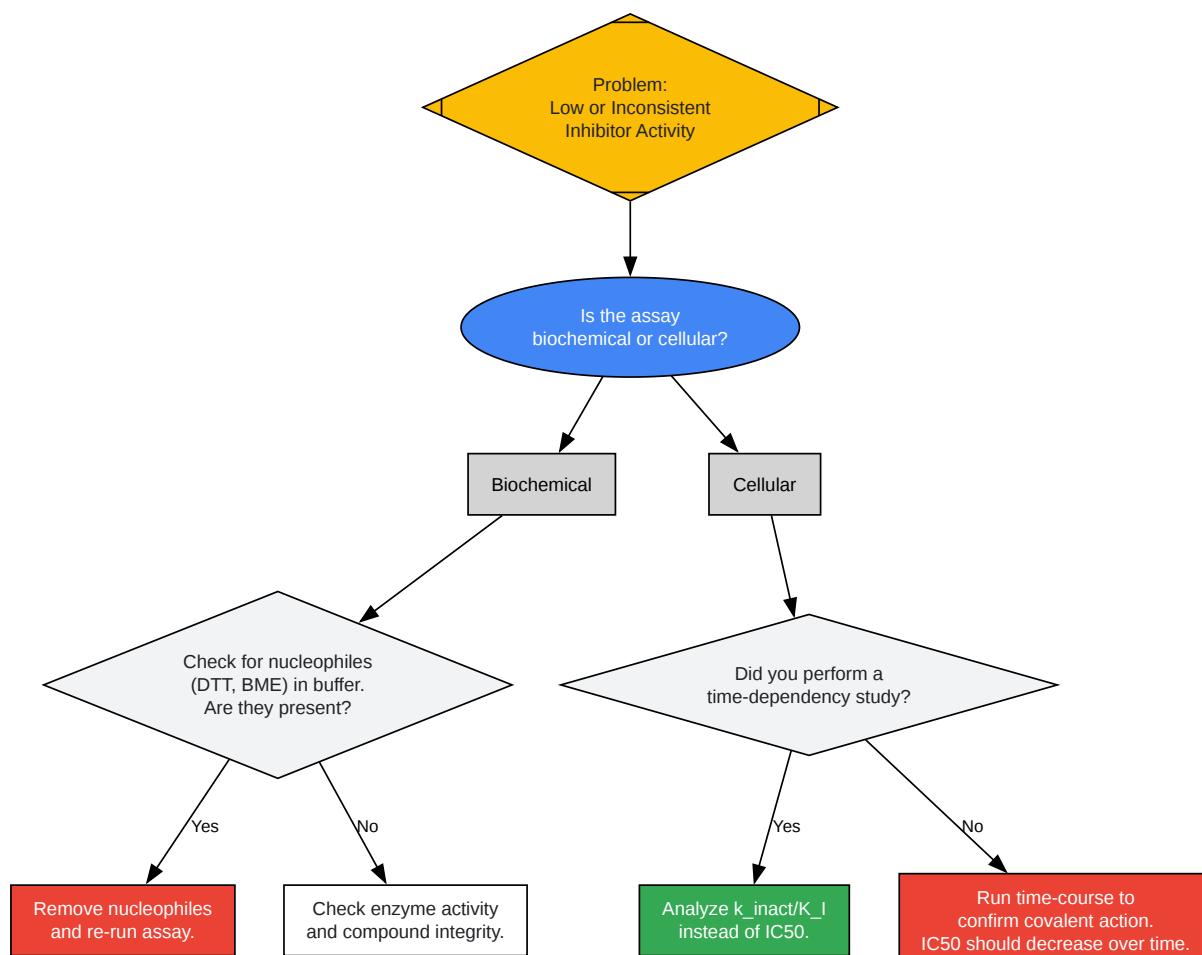 Problem:
Low or Inconsistent
Inhibitor Activity
Is the assay
biochemical or cellular?
Biochemical
Cellular
Check for nucleophiles
(DTT, BME) in buffer.
Are they present?
Did you perform a
time-dependency study?
Yes
No
Yes
No
Remove nucleophiles
and re-run assay.
Check enzyme activity
and compound integrity.
Analyze k_inact/K_I
instead of IC50.
Run time-course to
confirm covalent action.
IC50 should decrease over time.